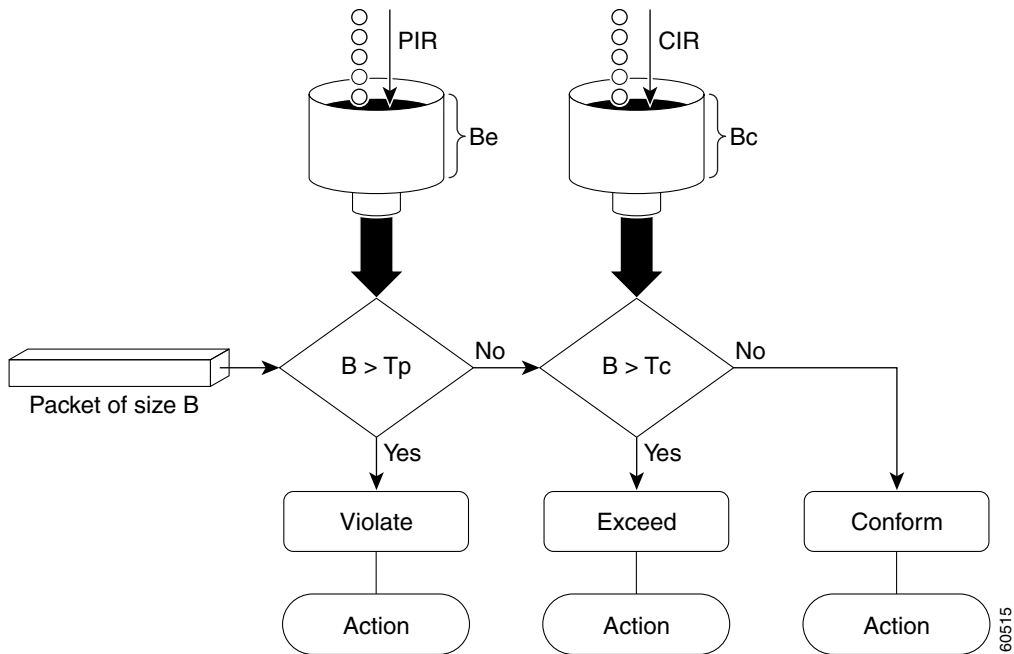 PIR
CIR
Be
Bc
B > Tp
No
B > Tc
No
Packet of size B
Yes
Yes
Violate
Exceed
Conform
Action
Action
Action
60515